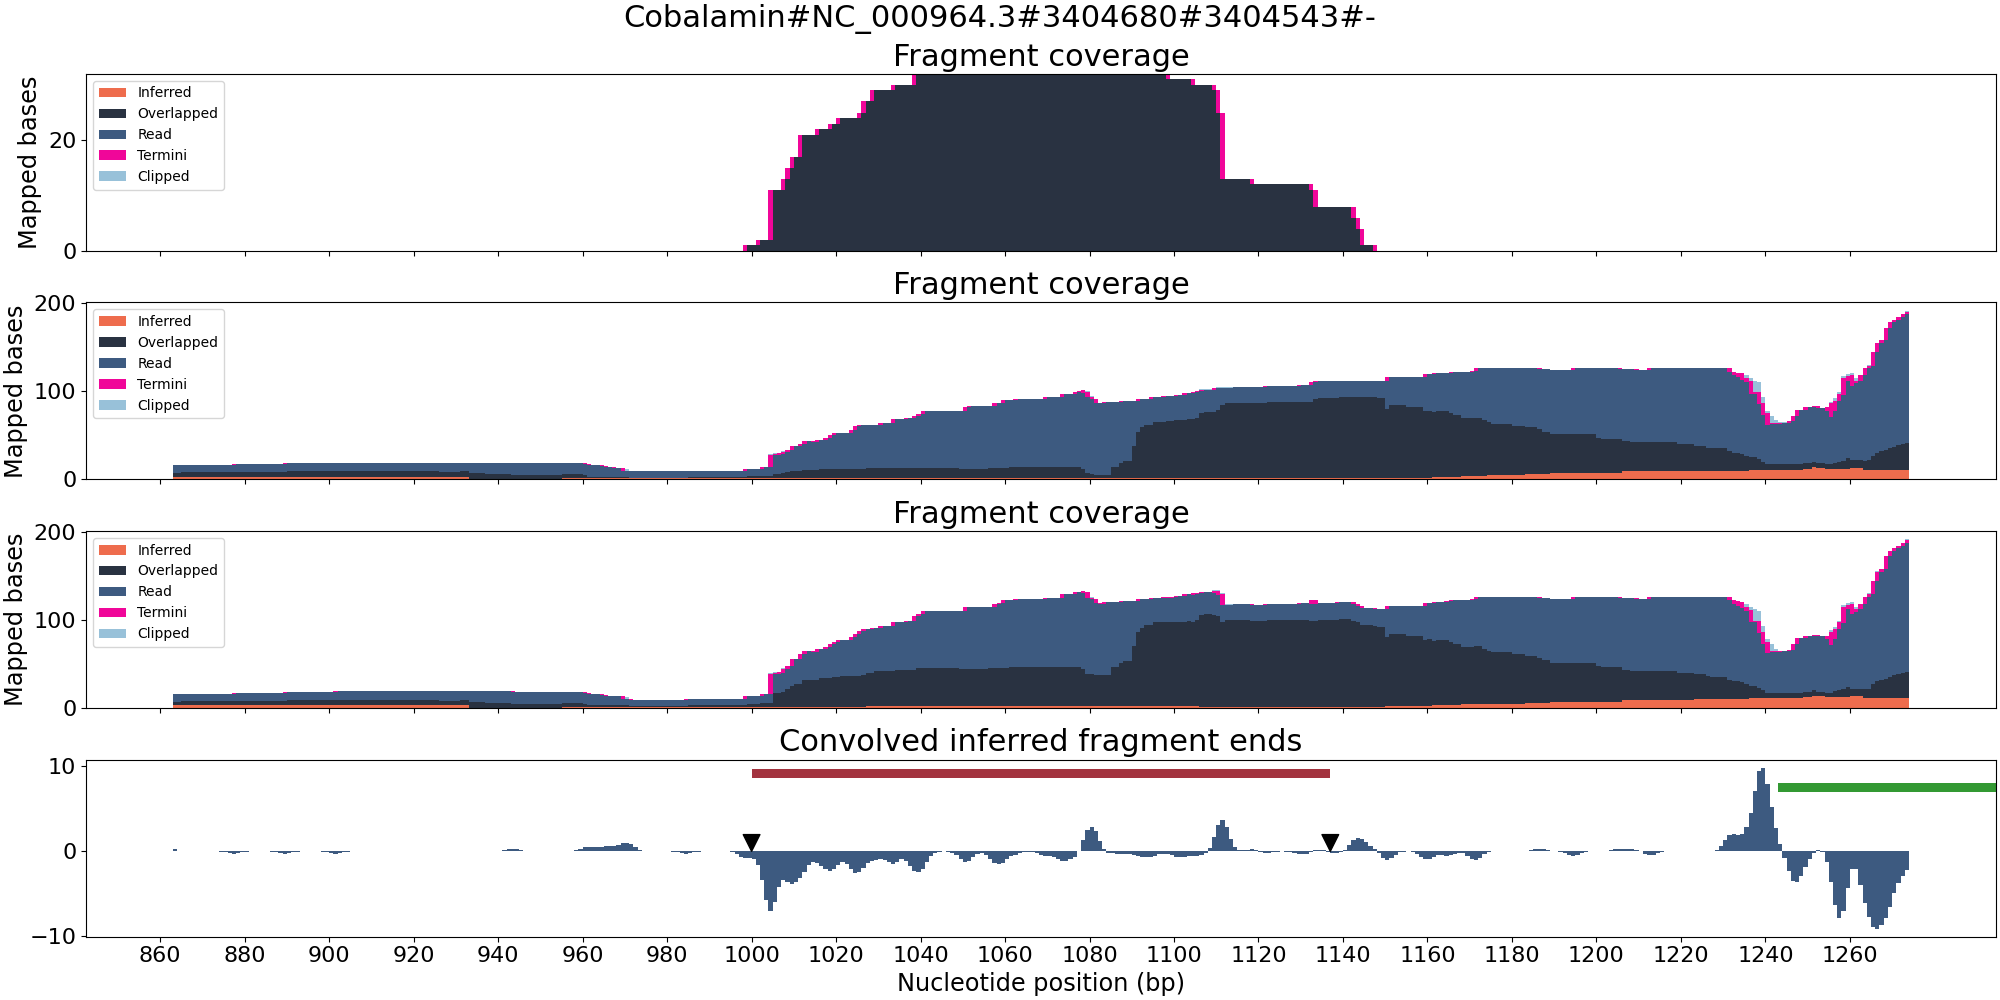 Cobalamin#NC_000964.3#3404680#3404543#-
Fragment coverage
Mapped bases
20
0
Inferred
Overlapped
Read
Termini
Clipped
Fragment coverage
Mapped bases
200
100
0
Inferred
Overlapped
Read
Termini
Clipped
Fragment coverage
Mapped bases
200
100
0
Inferred
Overlapped
Read
Termini
Clipped
Convolved inferred fragment ends
10
0
−10
860 880 900 920 940 960 980 1000 1020 1040 1060 1080 1100 1120 1140 1160 1180 1200 1220 1240 1260
Nucleotide position (bp)